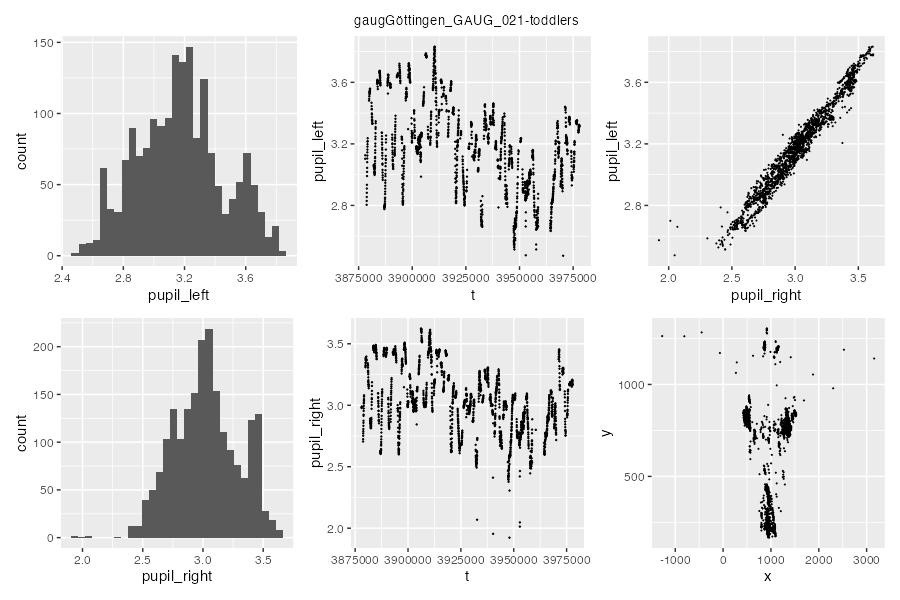 gaugGöttingen_GAUG_021-toddlers
150
100
50
0
count
2.4 2.8 3.2 3.6
pupil_left
3.6
3.2
2.8
pupil_left
3875000 3900000 3925000 3950000 3975000
t
3.6
3.2
2.8
pupil_left
2.0 2.5 3.0 3.5
pupil_right
200
150
100
50
0
count
2.0 2.5 3.0 3.5
pupil_right
3.5
3.0
2.5
2.0
pupil_right
3875000 3900000 3925000 3950000 3975000
t
1000
500
y
-1000 0 1000 2000 3000
x